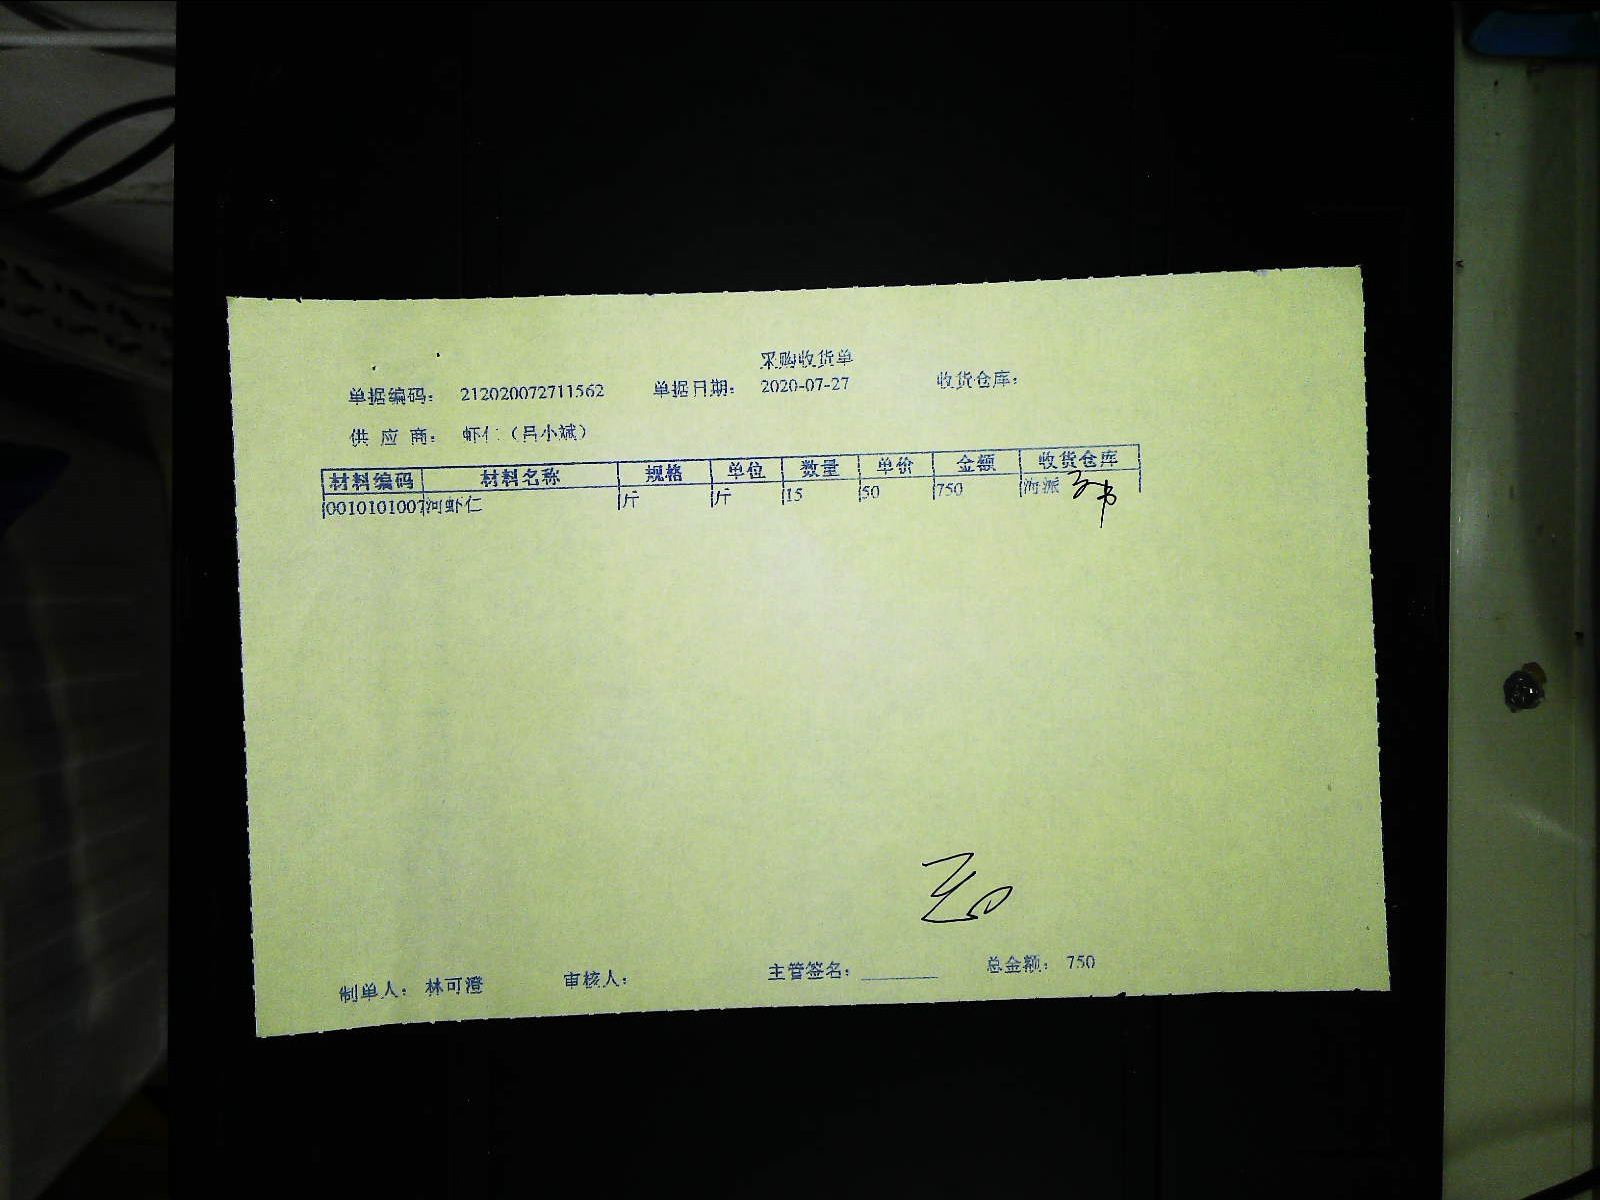 采购收货单
单据编码： 212020072711562 单据日期： 2020-07-27 收货仓库：
供 应 商： 虾仁（吕小斌）
材料编码 材料名称 规格 单位 数量 单价 金额 收货仓库
0010101007 河虾仁 斤 斤 15 50 750 海派
制单人： 林可澄 审核人： 主管签名： 总金额： 750